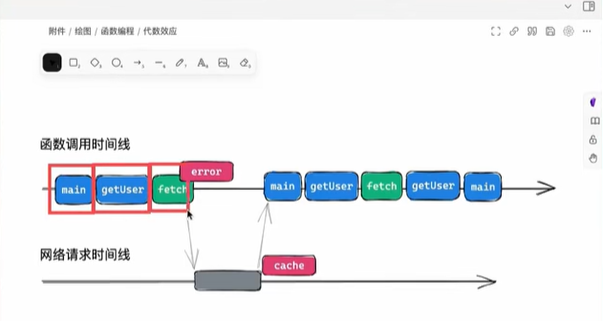 附件 / 绘图 / 函数编程 / 代数效应
函数调用时间线
error
main getUser fetch main getUser fetch getUser main
网络请求时间线
cache